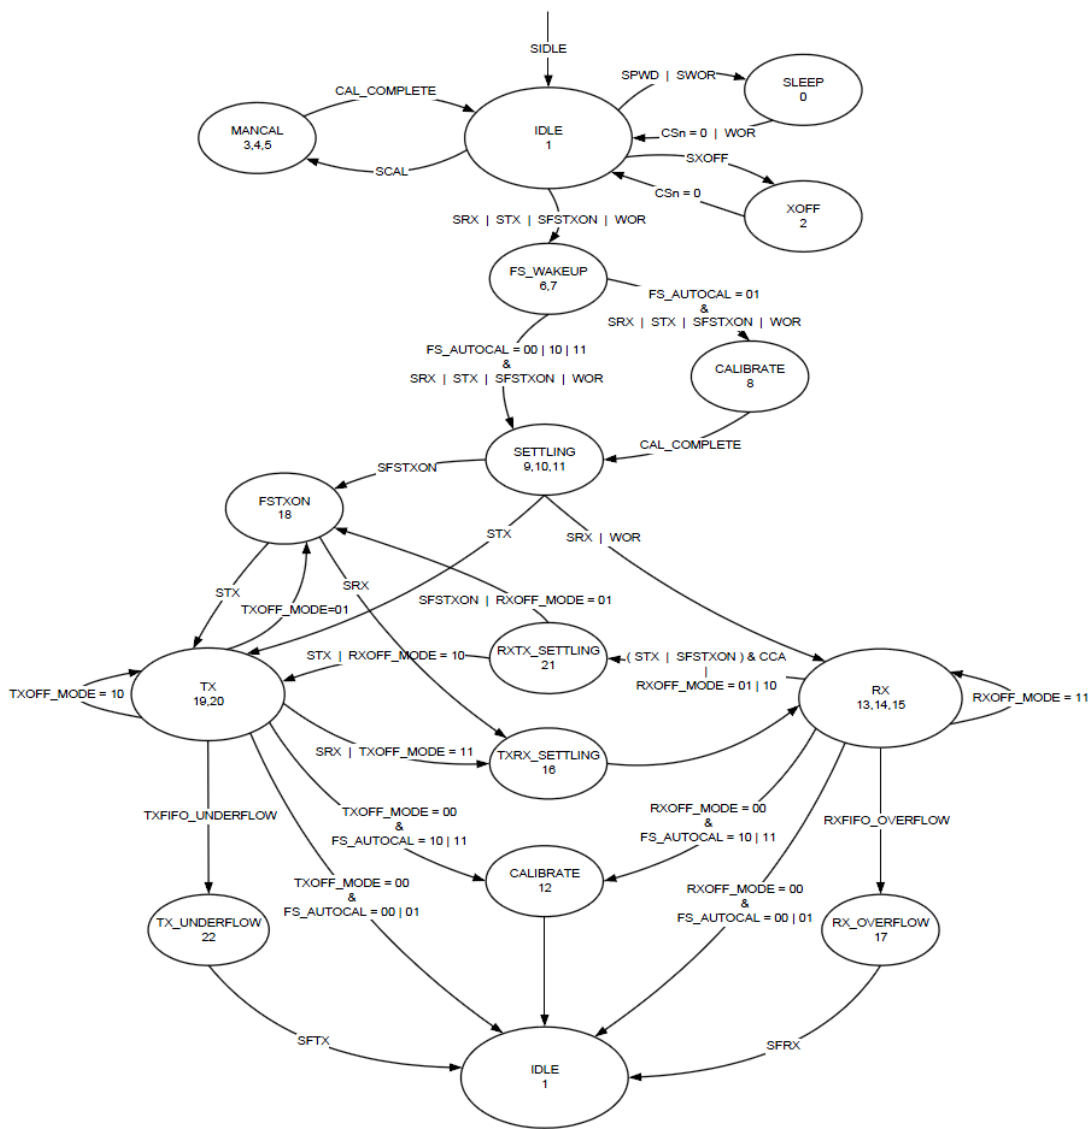 SIDLE
SPWD | SWOR
SLEEP
0
CAL_COMPLETE
IDLE
1
MANCAL
3,4,5
CSn = 0 | WOR
SCAL
SXOFF
CSn = 0
XOFF
2
SRX | STX | SFSTXON | WOR
FS_WAKEUP
6,7
FS_AUTOCAL = 01
&
SRX | STX | SFSTXON | WOR
FS_AUTOCAL = 00 | 10 | 11
&
SRX | STX | SFSTXON | WOR
CALIBRATE
8
CAL_COMPLETE
SETTLING
9,10,11
SFSTXON
FSTXON
18
STX
SRX | WOR
STX
SRX
TXOFF_MODE=01
SFSTXON | RXOFF_MODE = 01
RXTX_SETTLING
21
STX | RXOFF_MODE = 10
( STX | SFSTXON ) & CCA
|
RXOFF_MODE = 01 | 10
TXOFF_MODE = 10
TX
19,20
RX
13,14,15
RXOFF_MODE = 11
SRX | TXOFF_MODE = 11
TXRX_SETTLING
16
TXFIFO_UNDERFLOW
TXOFF_MODE = 00
&
FS_AUTOCAL = 10 | 11
RXOFF_MODE = 00
&
FS_AUTOCAL = 10 | 11
RXFIFO_OVERFLOW
CALIBRATE
12
TXOFF_MODE = 00
&
FS_AUTOCAL = 00 | 01
RXOFF_MODE = 00
&
FS_AUTOCAL = 00 | 01
TX_UNDERFLOW
22
RX_OVERFLOW
17
SFTX
SFRX
IDLE
1